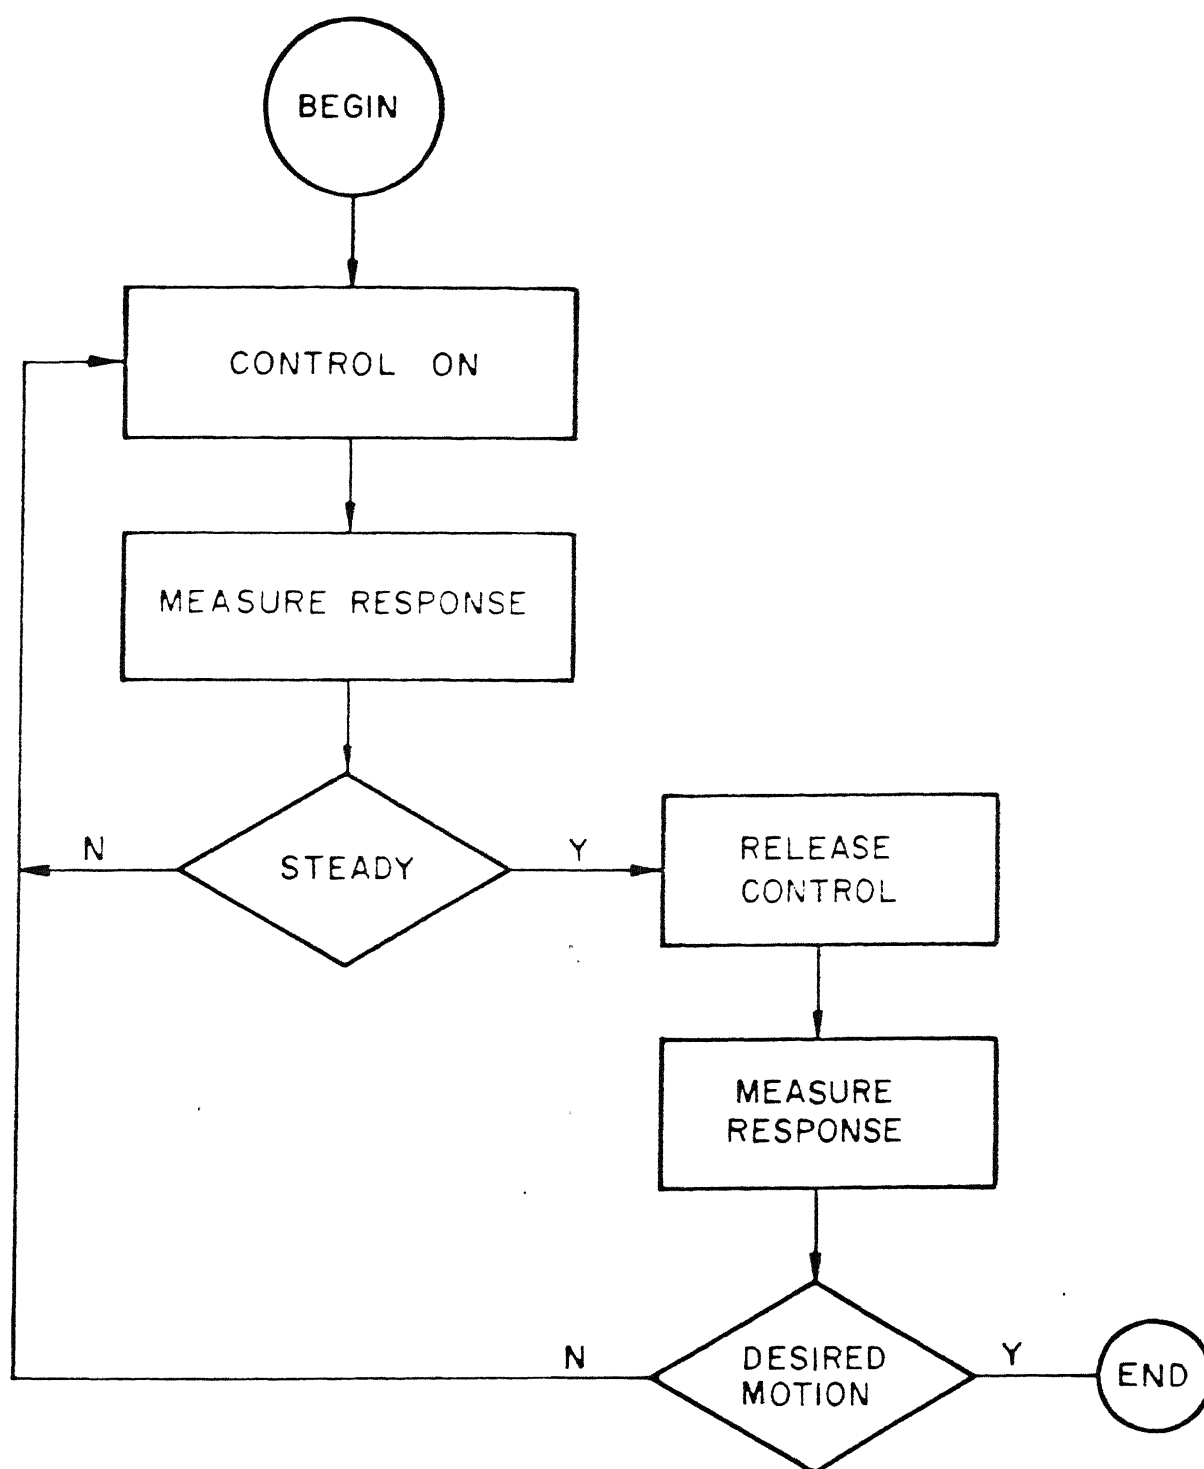 BEGIN
CONTROL ON
MEASURE RESPONSE
STEADY
N
Y
RELEASE
CONTROL
MEASURE
RESPONSE
DESIRED
MOTION
N
Y
END